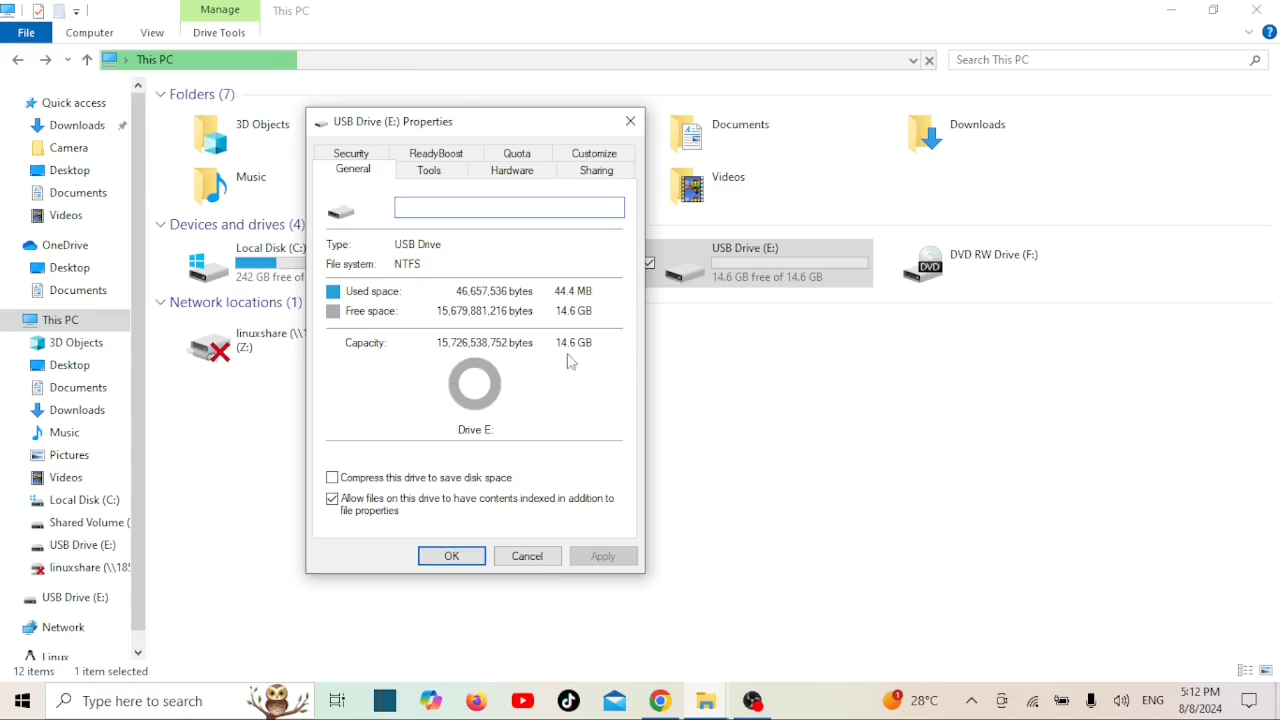 Manage
This PC
File
Computer
View
Drive Tools
This PC
Search This PC
Quick access
Downloads
Camera
Desktop
Documents
Videos
OneDrive
Desktop
Documents
This PC
3D Objects
Desktop
Documents
Downloads
Music
Pictures
Videos
Local Disk (C:)
Shared Volume (
USB Drive (E:)
linuxshare (\\185
USB Drive (E:)
Network
Linux
Folders (7)
3D Objects
Documents
Downloads
Music
Videos
Devices and drives (4)
Local Disk (C:)
242 GB free of
USB Drive (E:)
14.6 GB free of 14.6 GB
DVD RW Drive (F:)
DVD
Network locations (1)
linuxshare (\\1
(Z:)
USB Drive (E:) Properties
Security
ReadyBoost
Quota
Customize
General
Tools
Hardware
Sharing
Type: USB Drive
File system: NTFS
Used space: 46,657,536 bytes 44.4 MB
Free space: 15,679,881,216 bytes 14.6 GB
Capacity: 15,726,538,752 bytes 14.6 GB
Drive E:
Compress this drive to save disk space
Allow files on this drive to have contents indexed in addition to
file properties
OK
Cancel
Apply
12 items
1 item selected
Type here to search
1
28°C
ENG
5:12 PM
8/8/2024